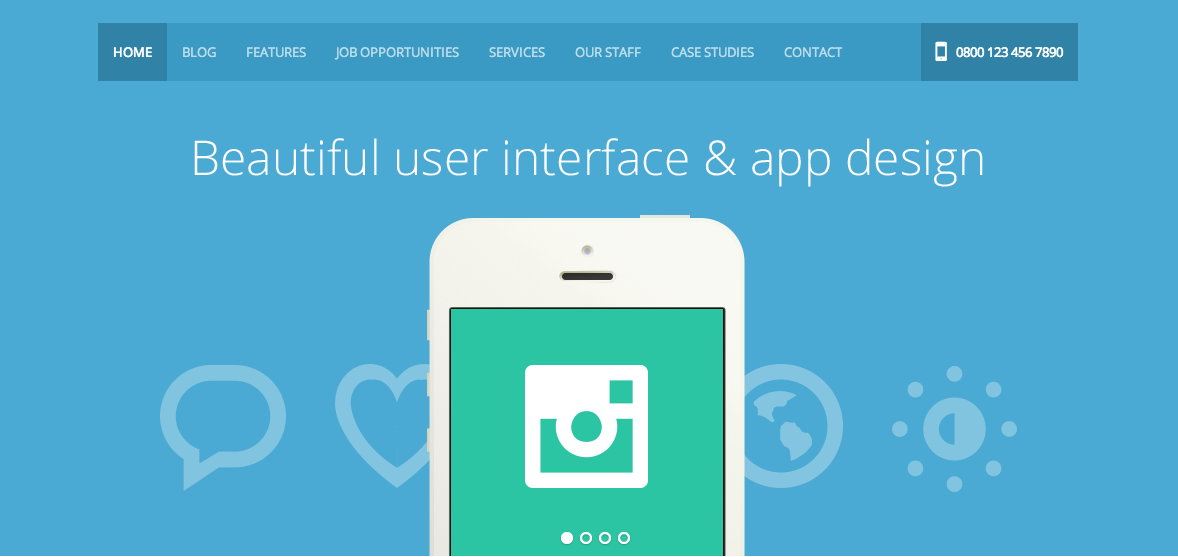 HOME BLOG FEATURES JOB OPPORTUNITIES SERVICES OUR STAFF CASE STUDIES CONTACT 0800 123 456 7890
Beautiful user interface & app design